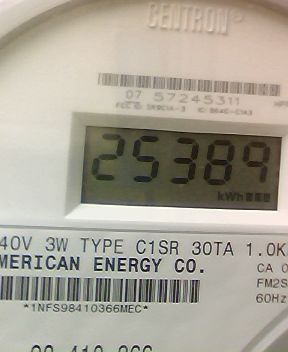 CENTRON®
07 57245311
25389
kWh
40V 3W TYPE C1SR 30TA 1.0K
MERICAN ENERGY CO.
CA 0
FM2S
60Hz
*1NFS98410366MEC*